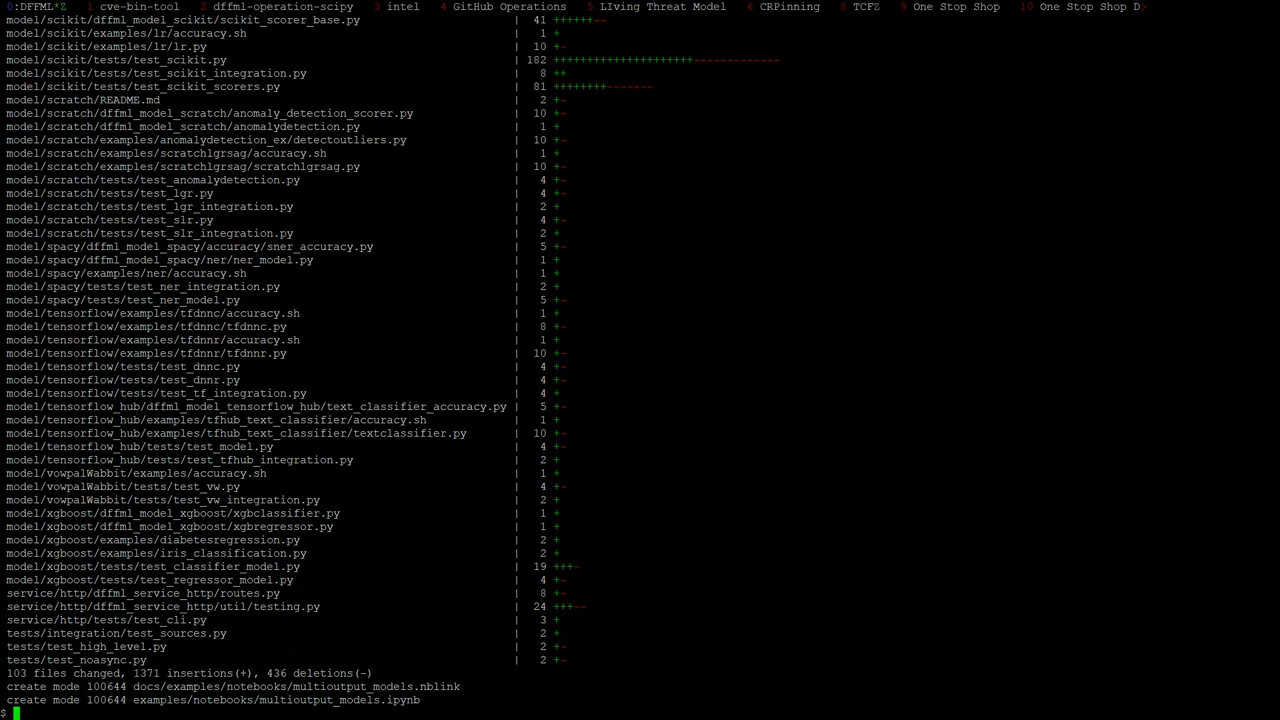 0:DFFML*Z  1 cve-bin-tool  2 dffml-operation-scipy  3 intel  4 GitHub Operations  5 LIving Threat Model  6 CRPinning  8 TCFZ  9 One Stop Shop  10 One Stop Shop D>
model/scikit/dffml_model_scikit/scikit_scorer_base.py | 41 ++++++--
model/scikit/examples/lr/accuracy.sh | 1 +
model/scikit/examples/lr/lr.py | 10 +-
model/scikit/tests/test_scikit.py | 182 +++++++++++++++++++++-------------
model/scikit/tests/test_scikit_integration.py | 8 ++
model/scikit/tests/test_scikit_scorers.py | 81 ++++++++-------
model/scratch/README.md | 2 +-
model/scratch/dffml_model_scratch/anomaly_detection_scorer.py | 10 +-
model/scratch/dffml_model_scratch/anomalydetection.py | 1 +
model/scratch/examples/anomalydetection_ex/detectoutliers.py | 10 +-
model/scratch/examples/scratchlgrsag/accuracy.sh | 1 +
model/scratch/examples/scratchlgrsag/scratchlgrsag.py | 10 +-
model/scratch/tests/test_anomalydetection.py | 4 +-
model/scratch/tests/test_lgr.py | 4 +-
model/scratch/tests/test_lgr_integration.py | 2 +
model/scratch/tests/test_slr.py | 4 +-
model/scratch/tests/test_slr_integration.py | 2 +
model/spacy/dffml_model_spacy/accuracy/sner_accuracy.py | 5 +-
model/spacy/dffml_model_spacy/ner/ner_model.py | 1 +
model/spacy/examples/ner/accuracy.sh | 1 +
model/spacy/tests/test_ner_integration.py | 2 +
model/spacy/tests/test_ner_model.py | 5 +-
model/tensorflow/examples/tfdnnc/accuracy.sh | 1 +
model/tensorflow/examples/tfdnnc/tfdnnc.py | 8 +-
model/tensorflow/examples/tfdnnr/accuracy.sh | 1 +
model/tensorflow/examples/tfdnnr/tfdnnr.py | 10 +-
model/tensorflow/tests/test_dnnc.py | 4 +-
model/tensorflow/tests/test_dnnr.py | 4 +-
model/tensorflow/tests/test_tf_integration.py | 4 +
model/tensorflow_hub/dffml_model_tensorflow_hub/text_classifier_accuracy.py | 5 +-
model/tensorflow_hub/examples/tfhub_text_classifier/accuracy.sh | 1 +
model/tensorflow_hub/examples/tfhub_text_classifier/textclassifier.py | 10 +-
model/tensorflow_hub/tests/test_model.py | 4 +-
model/tensorflow_hub/tests/test_tfhub_integration.py | 2 +
model/vowpalWabbit/examples/accuracy.sh | 1 +
model/vowpalWabbit/tests/test_vw.py | 4 +-
model/vowpalWabbit/tests/test_vw_integration.py | 2 +
model/xgboost/dffml_model_xgboost/xgbclassifier.py | 1 +
model/xgboost/dffml_model_xgboost/xgbregressor.py | 1 +
model/xgboost/examples/diabetesregression.py | 2 +
model/xgboost/examples/iris_classification.py | 2 +
model/xgboost/tests/test_classifier_model.py | 19 +++-
model/xgboost/tests/test_regressor_model.py | 4 +-
service/http/dffml_service_http/routes.py | 8 +-
service/http/dffml_service_http/util/testing.py | 24 +++--
service/http/tests/test_cli.py | 3 +
tests/integration/test_sources.py | 2 +
tests/test_high_level.py | 2 +-
tests/test_noasync.py | 2 +-
103 files changed, 1371 insertions(+), 436 deletions(-)
create mode 100644 docs/examples/notebooks/multioutput_models.nblink
create mode 100644 examples/notebooks/multioutput_models.ipynb
$